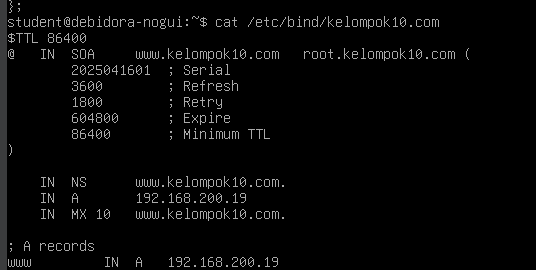 };
student@debidora-nogui:~$ cat /etc/bind/kelompok10.com
$TTL 86400
@   IN  SOA     www.kelompok10.com   root.kelompok10.com (
        2025041601  ; Serial
        3600        ; Refresh
        1800        ; Retry
        604800      ; Expire
        86400       ; Minimum TTL
)
    IN  NS      www.kelompok10.com.
    IN  A       192.168.200.19
    IN  MX 10   www.kelompok10.com.
; A records
www         IN  A   192.168.200.19